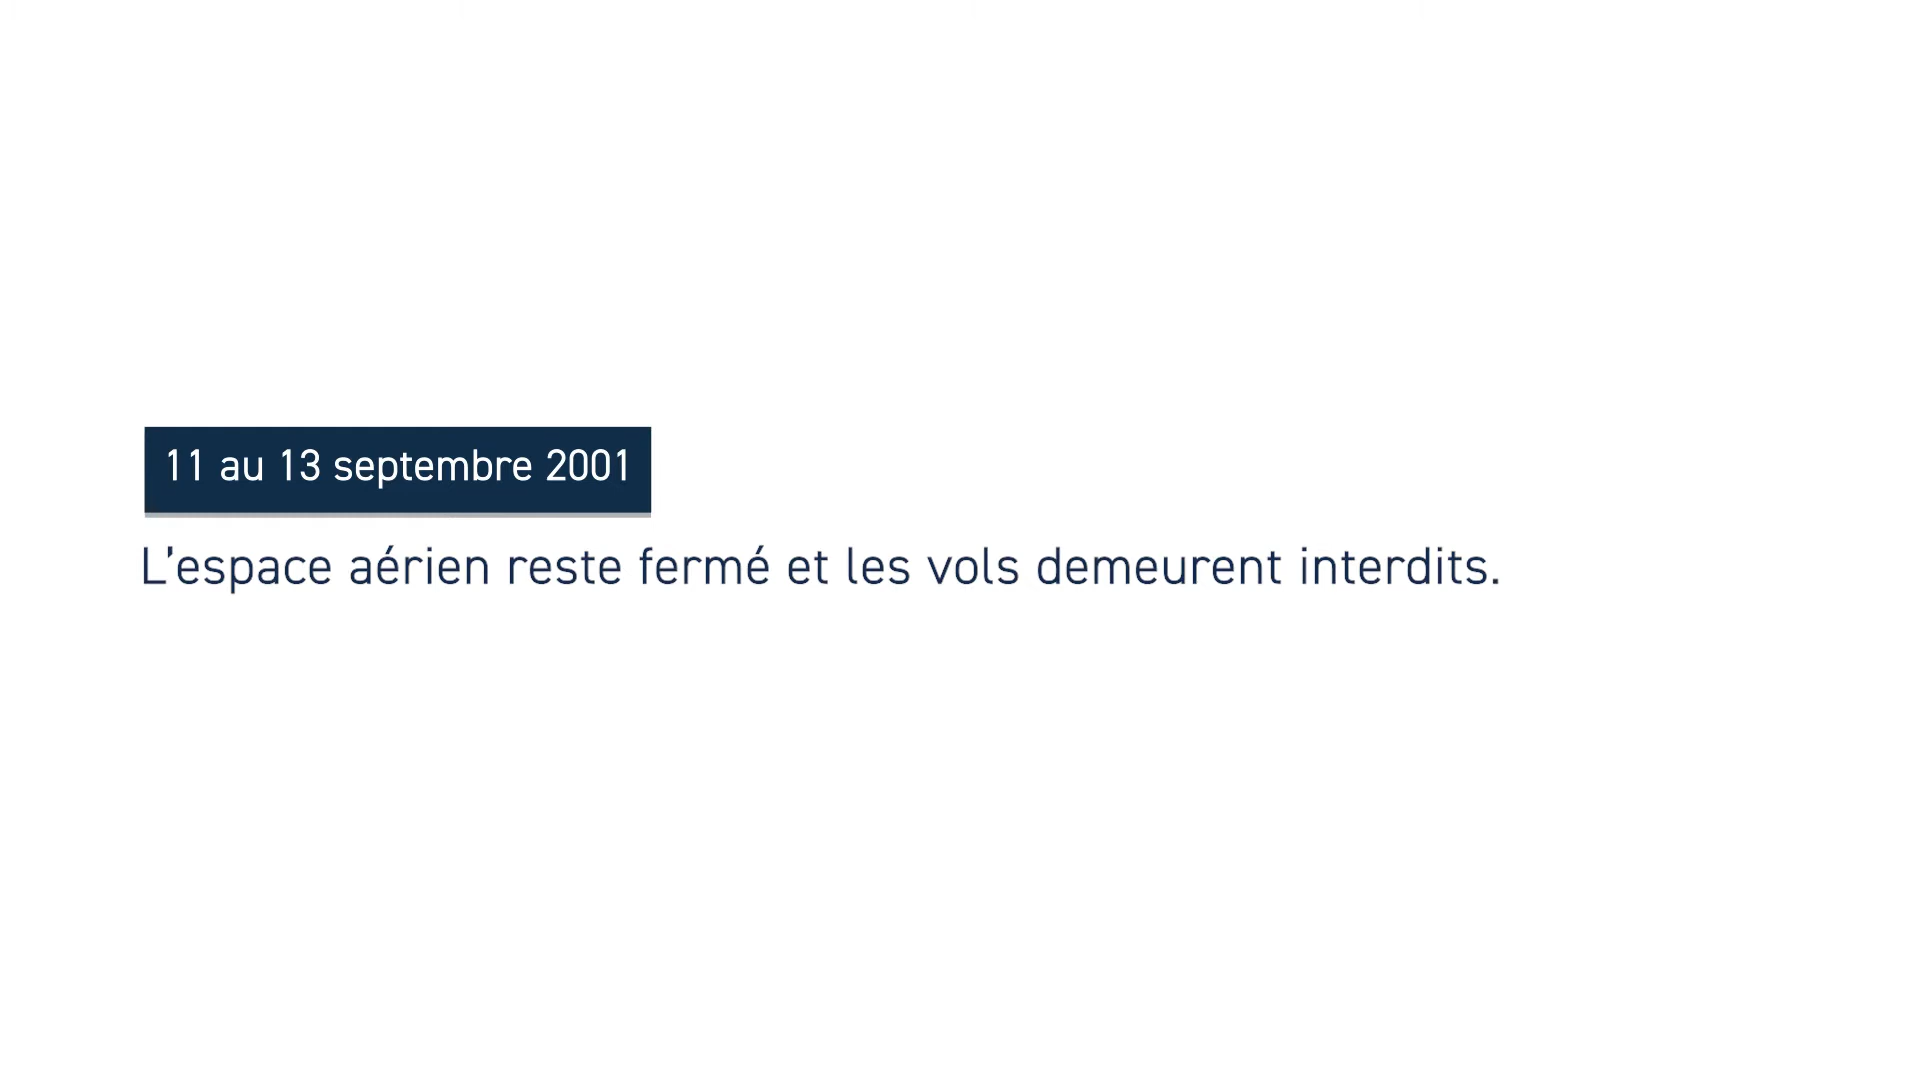 11 au 13 septembre 2001
L’espace aérien reste fermé et les vols demeurent interdits.